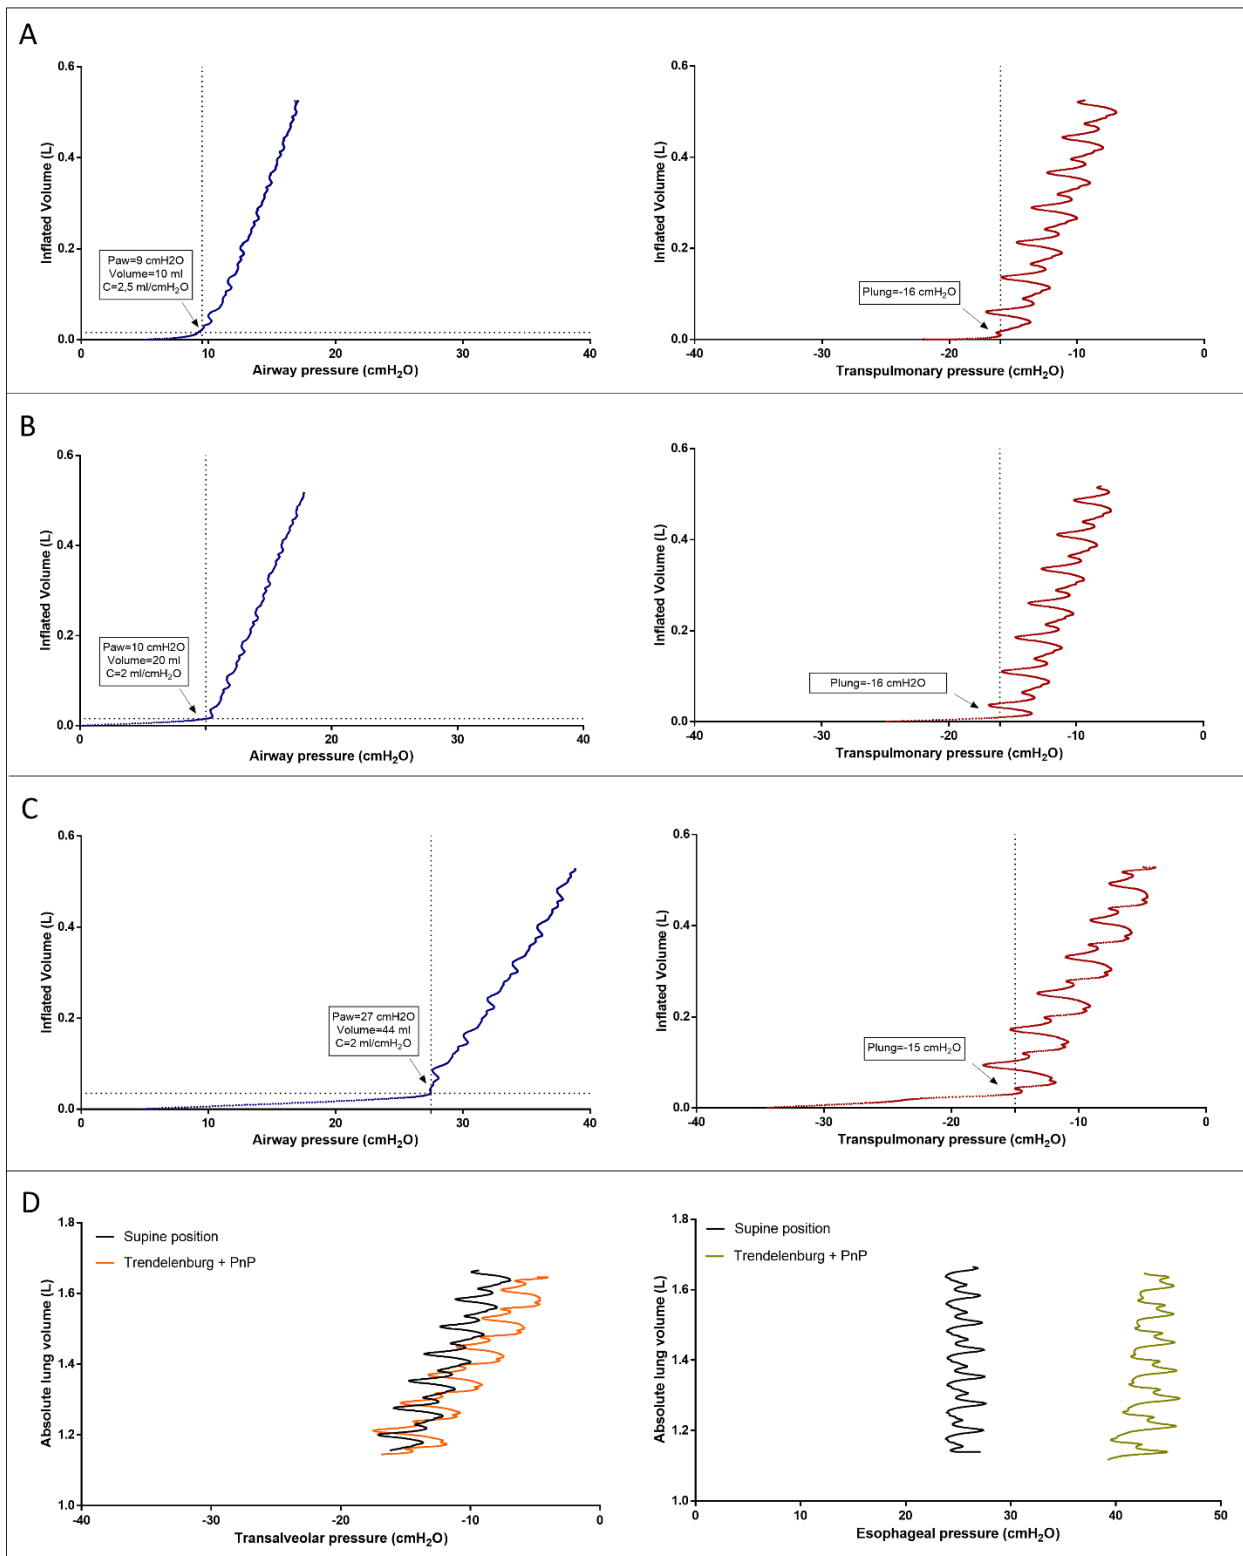 A
0.6
0.4
0.2
0.0
Inflated Volume (L)
Paw=9 cmH2O
Volume=10 ml
C=2,5 ml/cmH₂O
0 10 20 30 40
Airway pressure (cmH₂O)
0.6
0.4
0.2
0.0
Inflated Volume (L)
Plung=-16 cmH₂O
-40 -30 -20 -10 0
Transpulmonary pressure (cmH₂O)
B
0.6
0.4
0.2
0.0
Inflated Volume (L)
Paw=10 cmH2O
Volume=20 ml
C=2 ml/cmH₂O
0 10 20 30 40
Airway pressure (cmH₂O)
0.6
0.4
0.2
0.0
Inflated Volume (L)
Plung=-16 cmH2O
-40 -30 -20 -10 0
Transpulmonary pressure (cmH₂O)
C
0.6
0.4
0.2
0.0
Inflated Volume (L)
Paw=27 cmH2O
Volume=44 ml
C=2 ml/cmH₂O
0 10 20 30 40
Airway pressure (cmH₂O)
0.6
0.4
0.2
0.0
Inflated Volume (L)
Plung=-15 cmH₂O
-40 -30 -20 -10 0
Transpulmonary pressure (cmH₂O)
D
1.8
1.6
1.4
1.2
1.0
Absolute lung volume (L)
Supine position
Trendelenburg + PnP
-40 -30 -20 -10 0
Transalveolar pressure (cmH₂O)
1.8
1.6
1.4
1.2
1.0
Absolute lung volume (L)
Supine position
Trendelenburg + PnP
0 10 20 30 40 50
Esophageal pressure (cmH₂O)